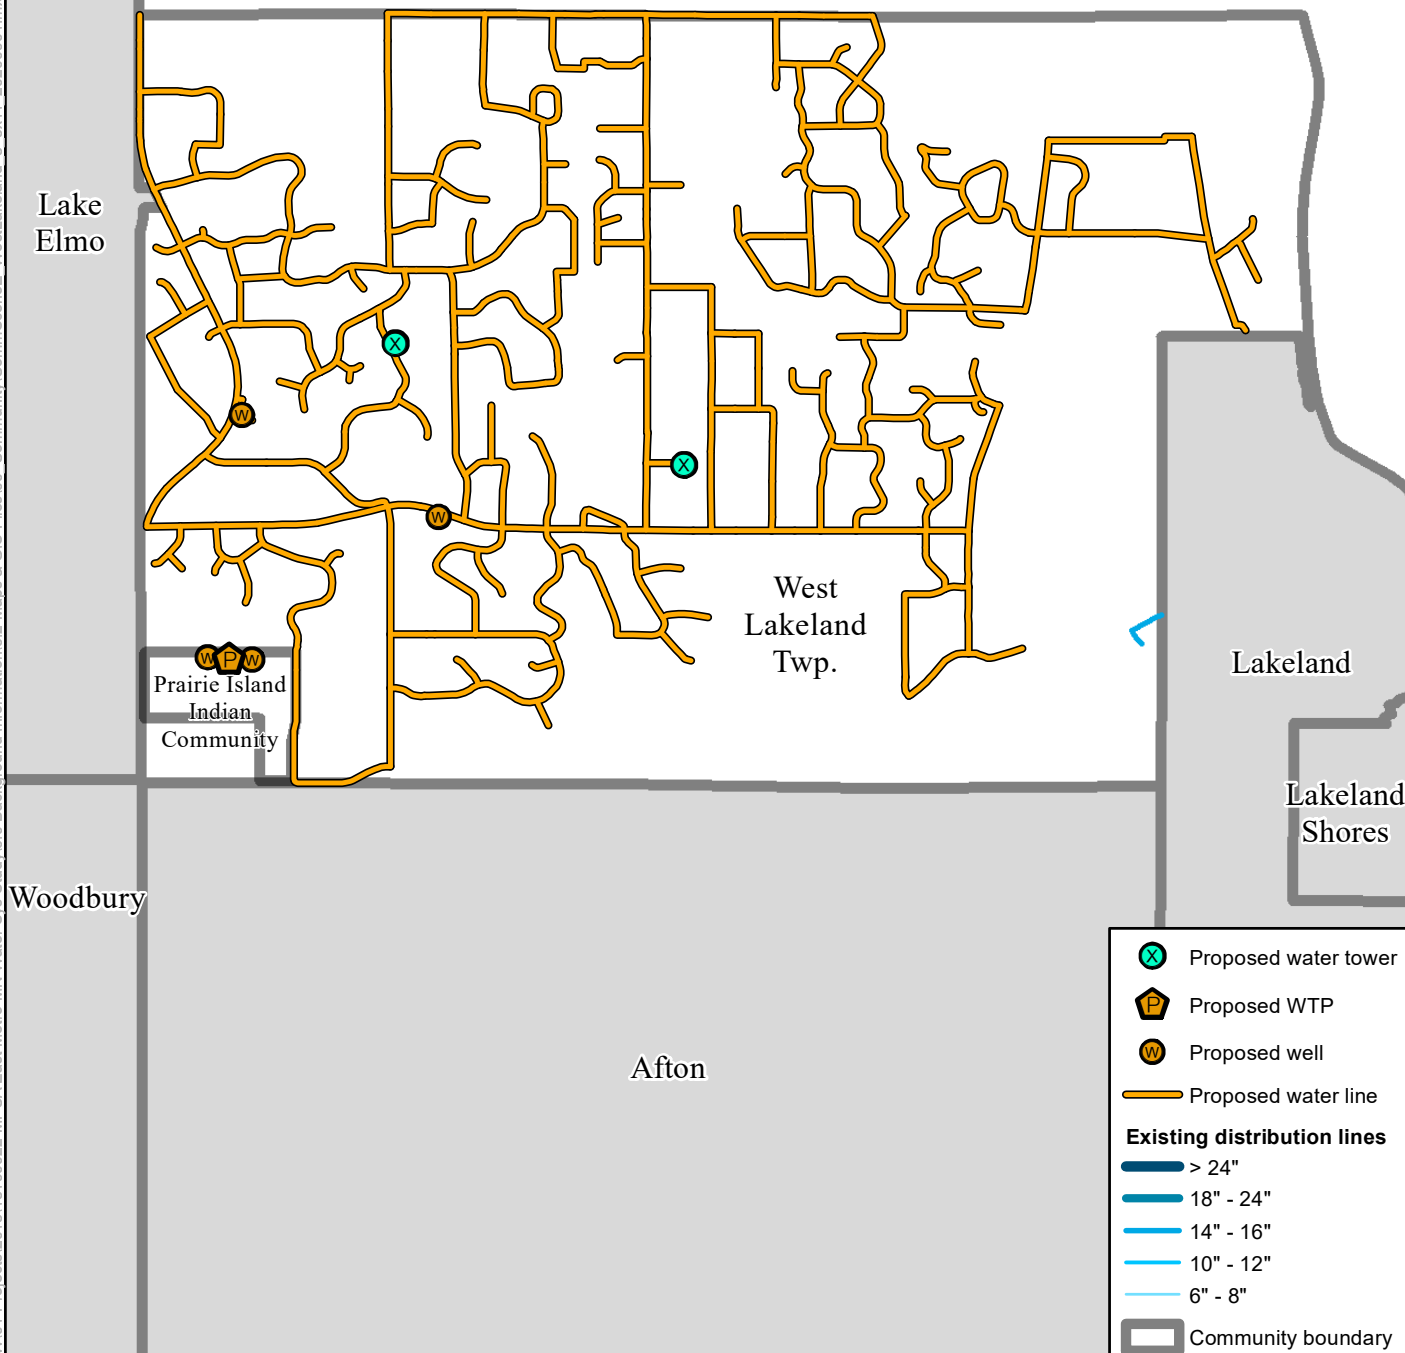 Lake
Elmo
X
W
X
W
West
Lakeland
Twp.
W P W
Prairie Island
Indian
Community
Lakeland
Lakeland
Shores
Woodbury
Afton
X Proposed water tower
P Proposed WTP
W Proposed well
Proposed water line
Existing distribution lines
> 24"
18" - 24"
14" - 16"
10" - 12"
6" - 8"
Community boundary